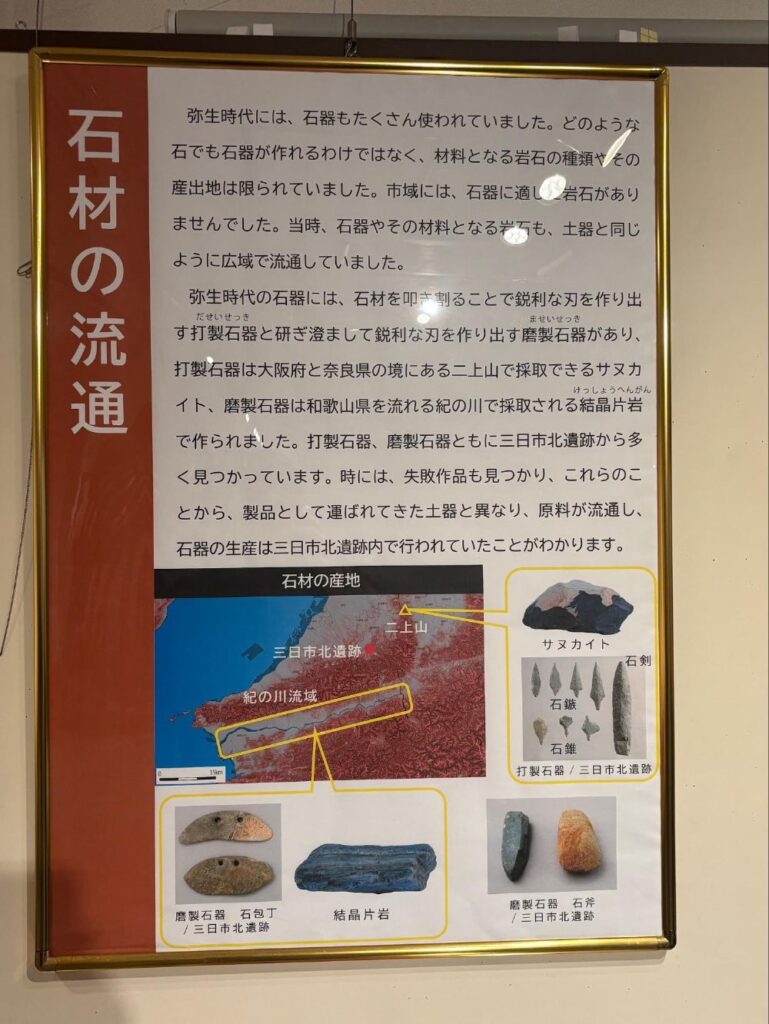 石材の流通
弥生時代には、石器もたくさん使われていました。どのような
石でも石器が作れるわけではなく、材料となる岩石の種類やその
産出地は限られていました。市域には、石器に適した岩石があり
ませんでした。当時、石器やその材料となる岩石も、土器と同じ
ように広域で流通していました。
弥生時代の石器には、石材を叩き割ることで鋭利な刃を作り出
だせいせっき
ませいせっき
す打製石器と研ぎ澄まして鋭利な刃を作り出す磨製石器があり、
打製石器は大阪府と奈良県の境にある二上山で採取できるサヌカ
けっしょうへんがん
イト、磨製石器は和歌山県を流れる紀の川で採取される結晶片岩
で作られました。打製石器、磨製石器ともに三日市北遺跡から多
く見つかっています。時には、失敗作品も見つかり、これらのこ
とから、製品として運ばれてきた土器と異なり、原料が流通し、
石器の生産は三日市北遺跡内で行われていたことがわかります。
石材の産地
二上山
三日市北遺跡
紀の川流域
0 15km
サヌカイト
石剣
石鏃
石錐
打製石器 / 三日市北遺跡
磨製石器 石包丁
/ 三日市北遺跡
結晶片岩
磨製石器 石斧
/ 三日市北遺跡